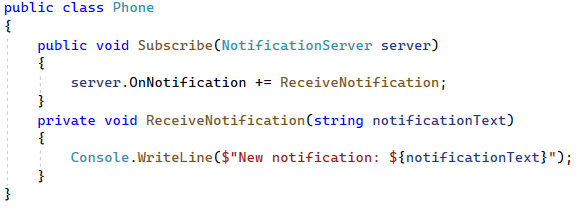 public class Phone
{
    public void Subscribe(NotificationServer server)
    {
        server.OnNotification += ReceiveNotification;
    }
    private void ReceiveNotification(string notificationText)
    {
        Console.WriteLine($"New notification: ${notificationText}");
    }
}